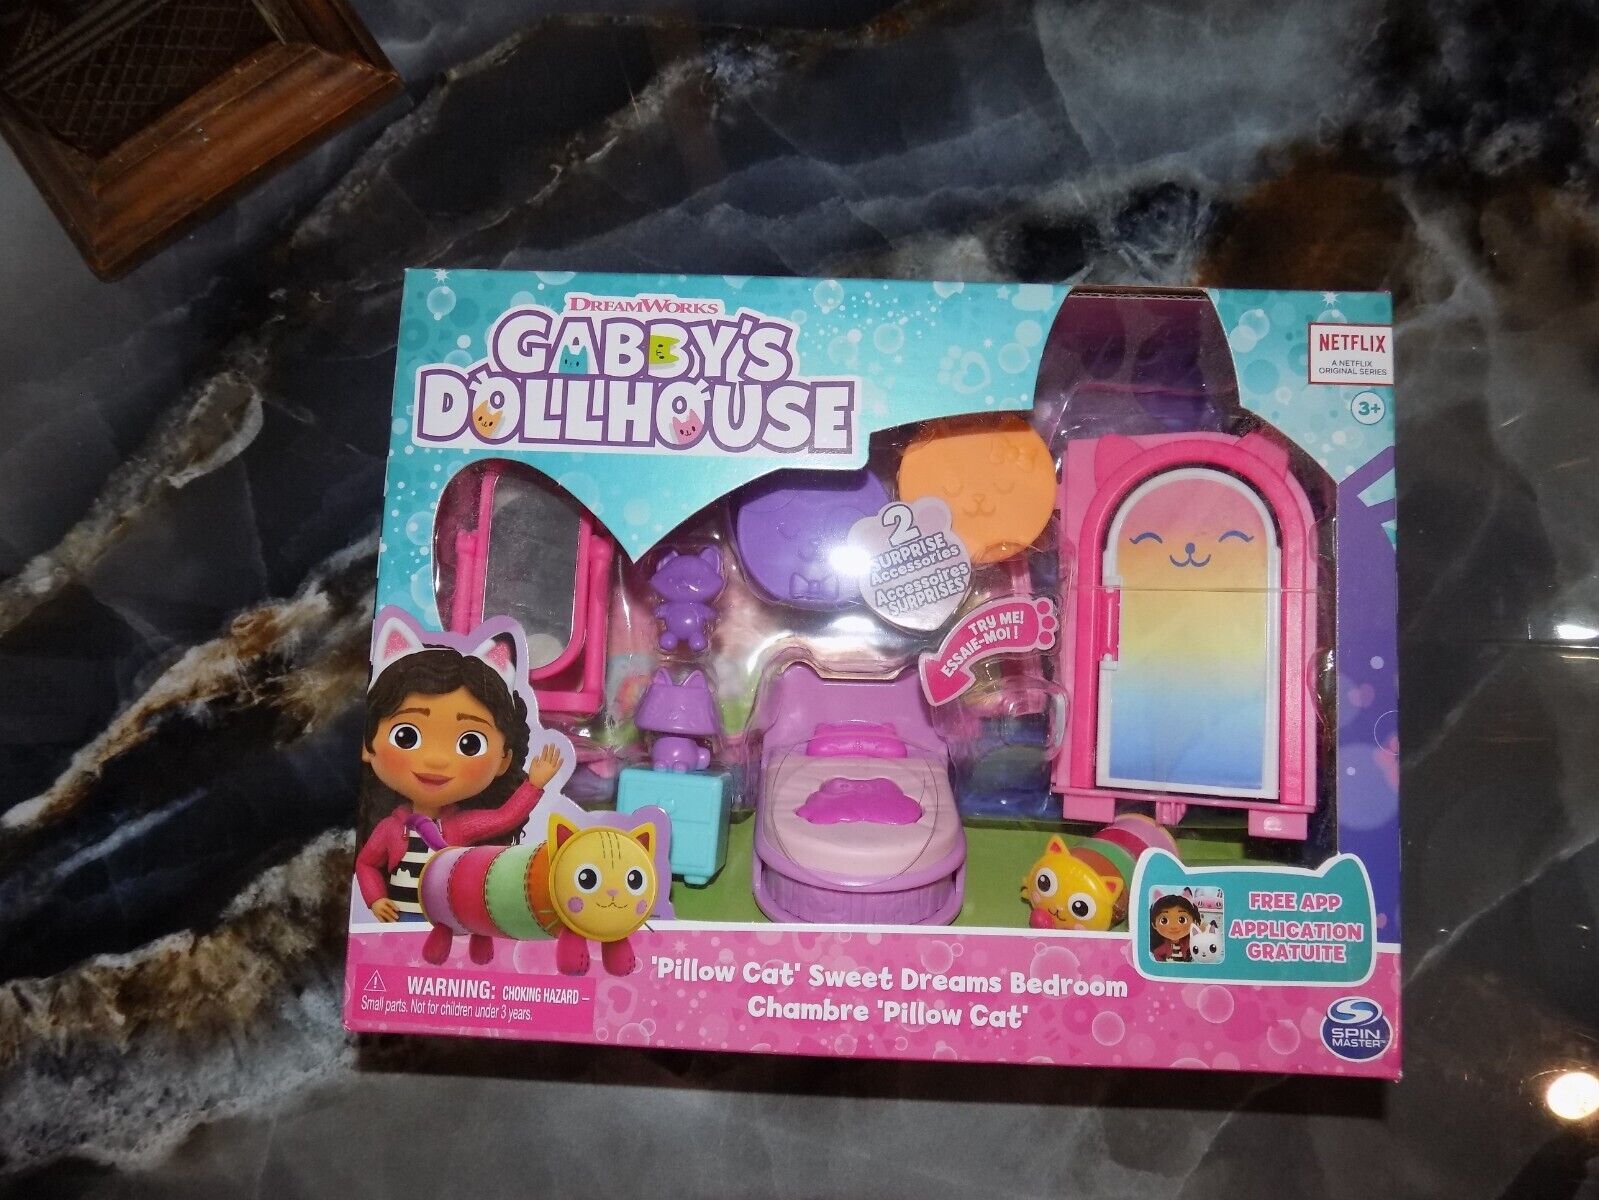 DREAMWORKS
GABBY'S
DOLLHOUSE
NETFLIX
A NETFLIX
ORIGINAL SERIES
3+
2
SURPRISE
Accessories
Accessoires
SURPRISES
TRY ME!
ESSAIE-MOI !
FREE APP
APPLICATION
GRATUITE
'Pillow Cat' Sweet Dreams Bedroom
Chambre 'Pillow Cat'
WARNING: CHOKING HAZARD –
Small parts. Not for children under 3 years.
SPIN
MASTER™